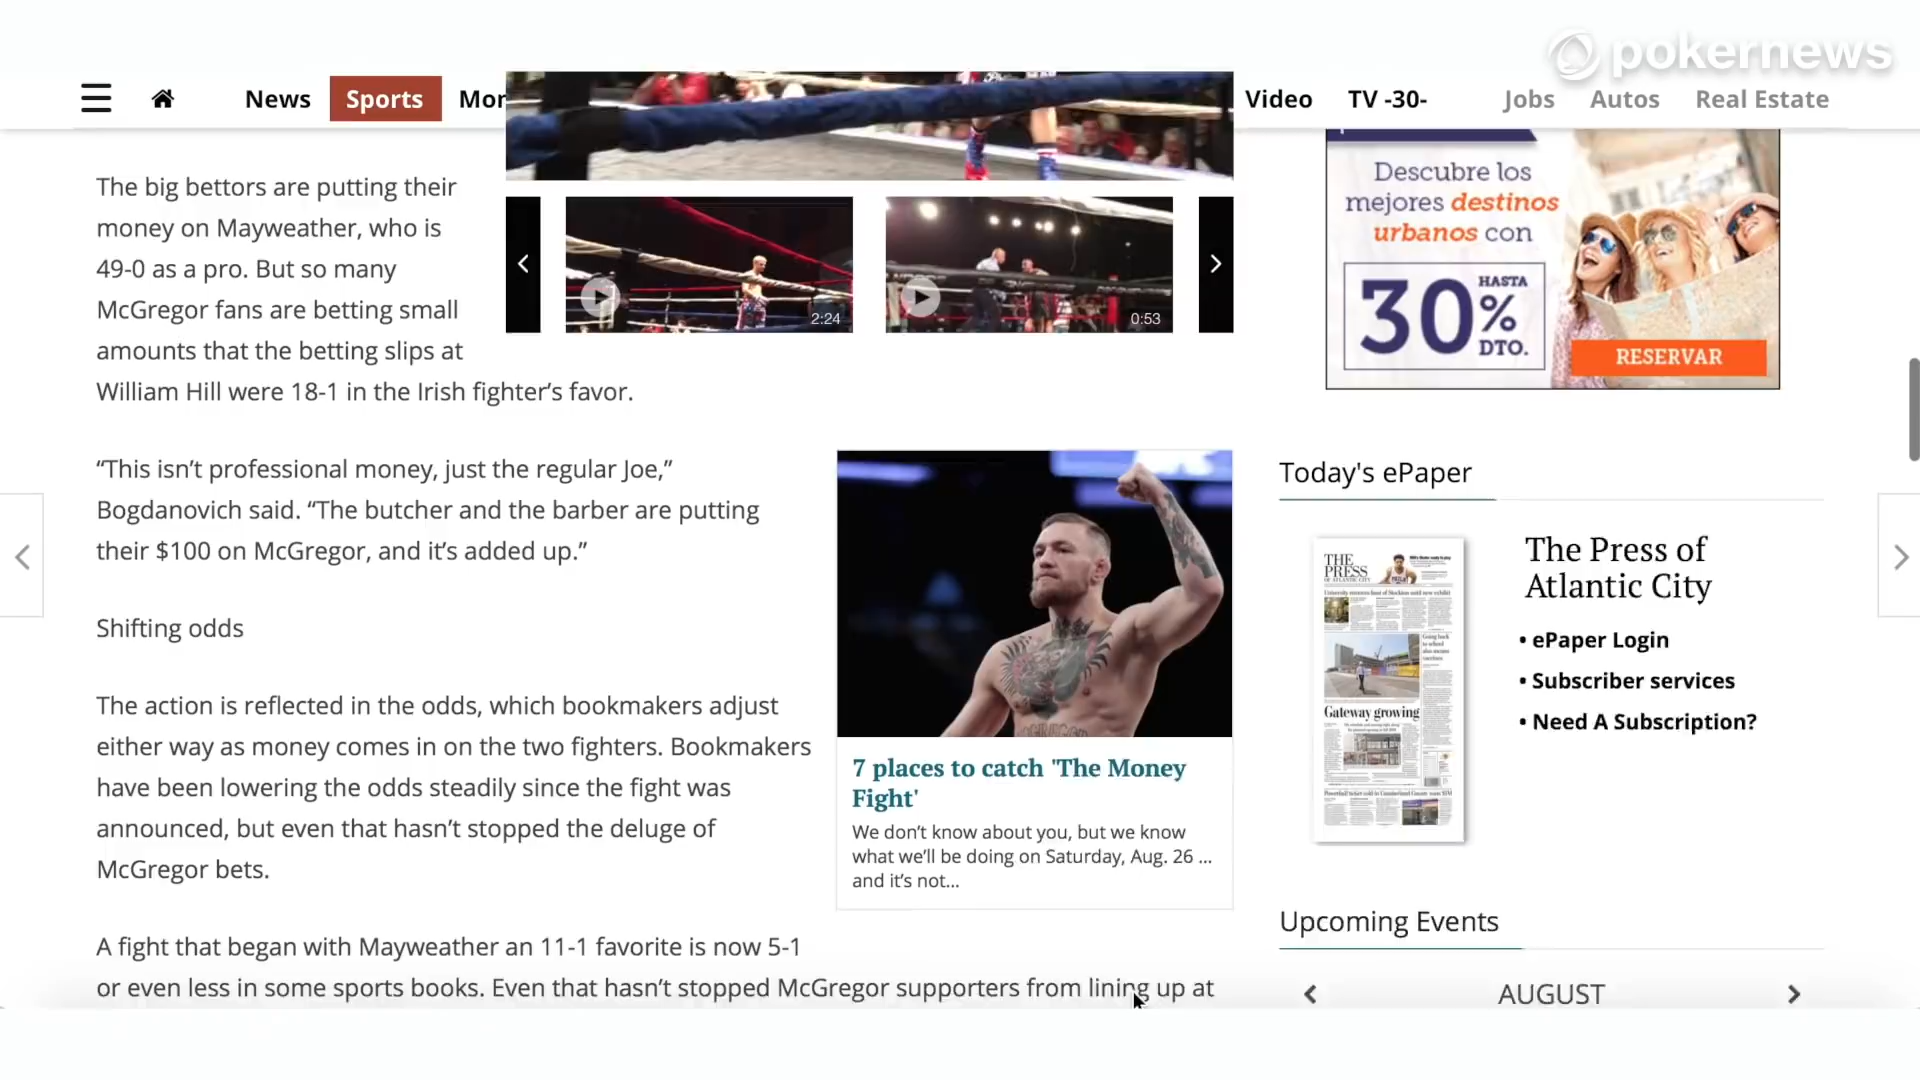 pokernews
News Sports Mor Video TV -30- Jobs Autos Real Estate
The big bettors are putting their
money on Mayweather, who is
49-0 as a pro. But so many
McGregor fans are betting small
amounts that the betting slips at
William Hill were 18-1 in the Irish fighter’s favor.
2:24
0:53
Descubre los
mejores destinos
urbanos con
HASTA
30%
DTO.
RESERVAR
“This isn’t professional money, just the regular Joe,”
Bogdanovich said. “The butcher and the barber are putting
their $100 on McGregor, and it’s added up.”
Shifting odds
The action is reflected in the odds, which bookmakers adjust
either way as money comes in on the two fighters. Bookmakers
have been lowering the odds steadily since the fight was
announced, but even that hasn’t stopped the deluge of
McGregor bets.
A fight that began with Mayweather an 11-1 favorite is now 5-1
or even less in some sports books. Even that hasn’t stopped McGregor supporters from lining up at
7 places to catch 'The Money
Fight'
We don’t know about you, but we know
what we’ll be doing on Saturday, Aug. 26 ...
and it’s not...
Today's ePaper
THE
PRESS
OF ATLANTIC CITY
Gateway growing
The Press of
Atlantic City
• ePaper Login
• Subscriber services
• Need A Subscription?
Upcoming Events
AUGUST